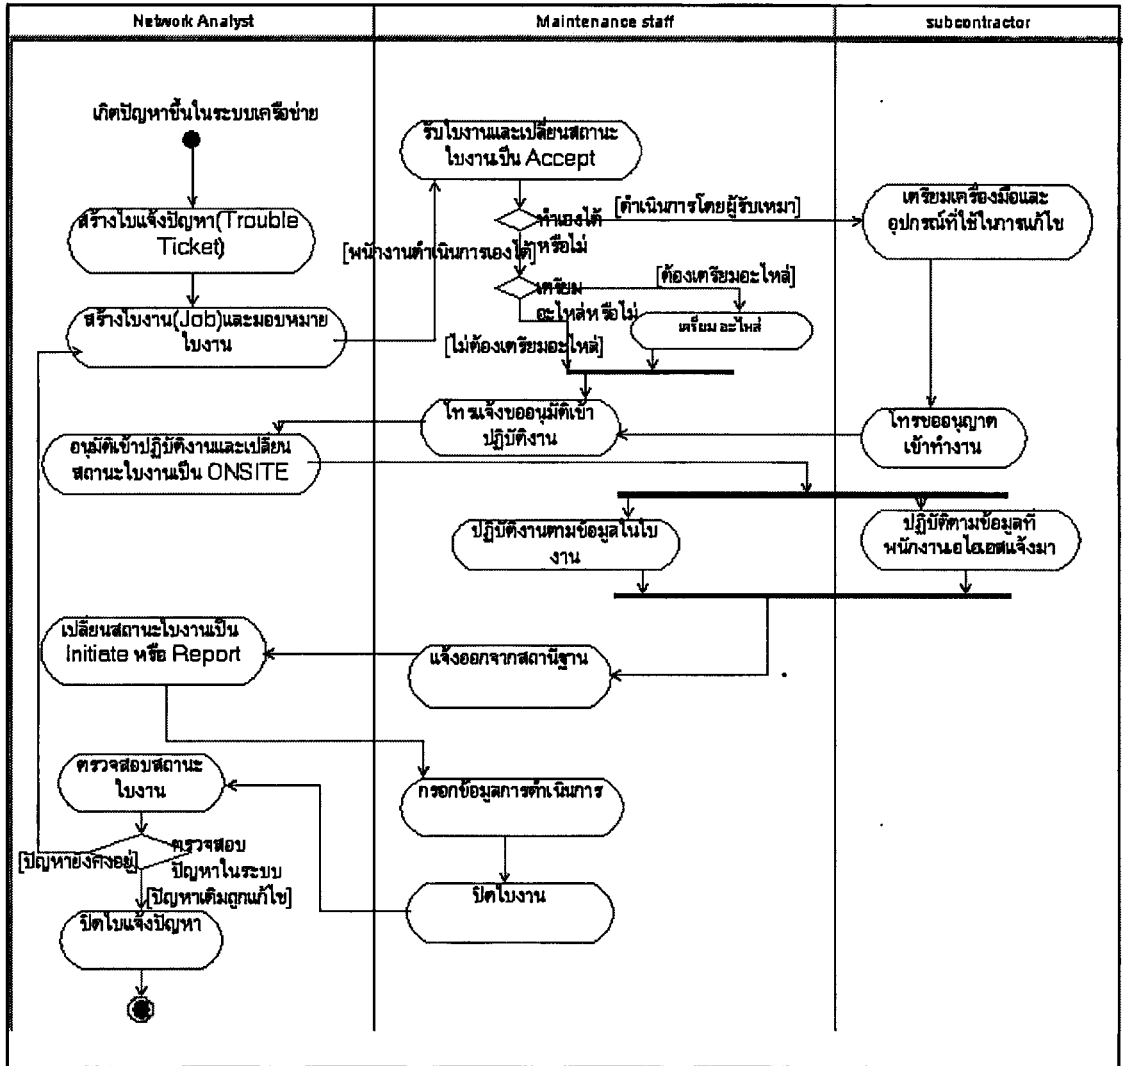 Network Analyst
Maintenance staff
subcontractor
เกิดปัญหาขึ้นในระบบเครือข่าย
รับใบงานและเปลี่ยนสถานะ
ใบงานเป็น Accept
สร้างใบแจ้งปัญหา(Trouble
Ticket)
[พนักงานดำเนินการเองได้]
ทำเองได้
หรือไม่
[ดำเนินการโดยผู้รับเหมา]
เตรียมเครื่องมือและ
อุปกรณ์ที่ใช้ในการแก้ไข
เตรียม
อะไหล่หรือไม่
[ต้องเตรียมอะไหล่]
เตรียม อะไหล่
สร้างใบงาน(Job)และมอบหมาย
ใบงาน
[ไม่ต้องเตรียมอะไหล่]
โทรแจ้งขออนุมัติเข้า
ปฏิบัติงาน
โทรขออนุญาต
เข้าทำงาน
อนุมัติเข้าปฏิบัติงานและเปลี่ยน
สถานะใบงานเป็น ONSITE
ปฏิบัติงานตามข้อมูลในใบ
งาน
ปฏิบัติตามข้อมูลที่
พนักงานเอไอเอสแจ้งมา
เปลี่ยนสถานะใบงานเป็น
Initiate หรือ Report
แจ้งออกจากสถานีฐาน
ตรวจสอบสถานะ
ใบงาน
กรอกข้อมูลการดำเนินการ
[ปัญหายังคงอยู่]
ตรวจสอบ
ปัญหาในระบบ
[ปัญหาเดิมถูกแก้ไข]
ปิดใบงาน
ปิดใบแจ้งปัญหา